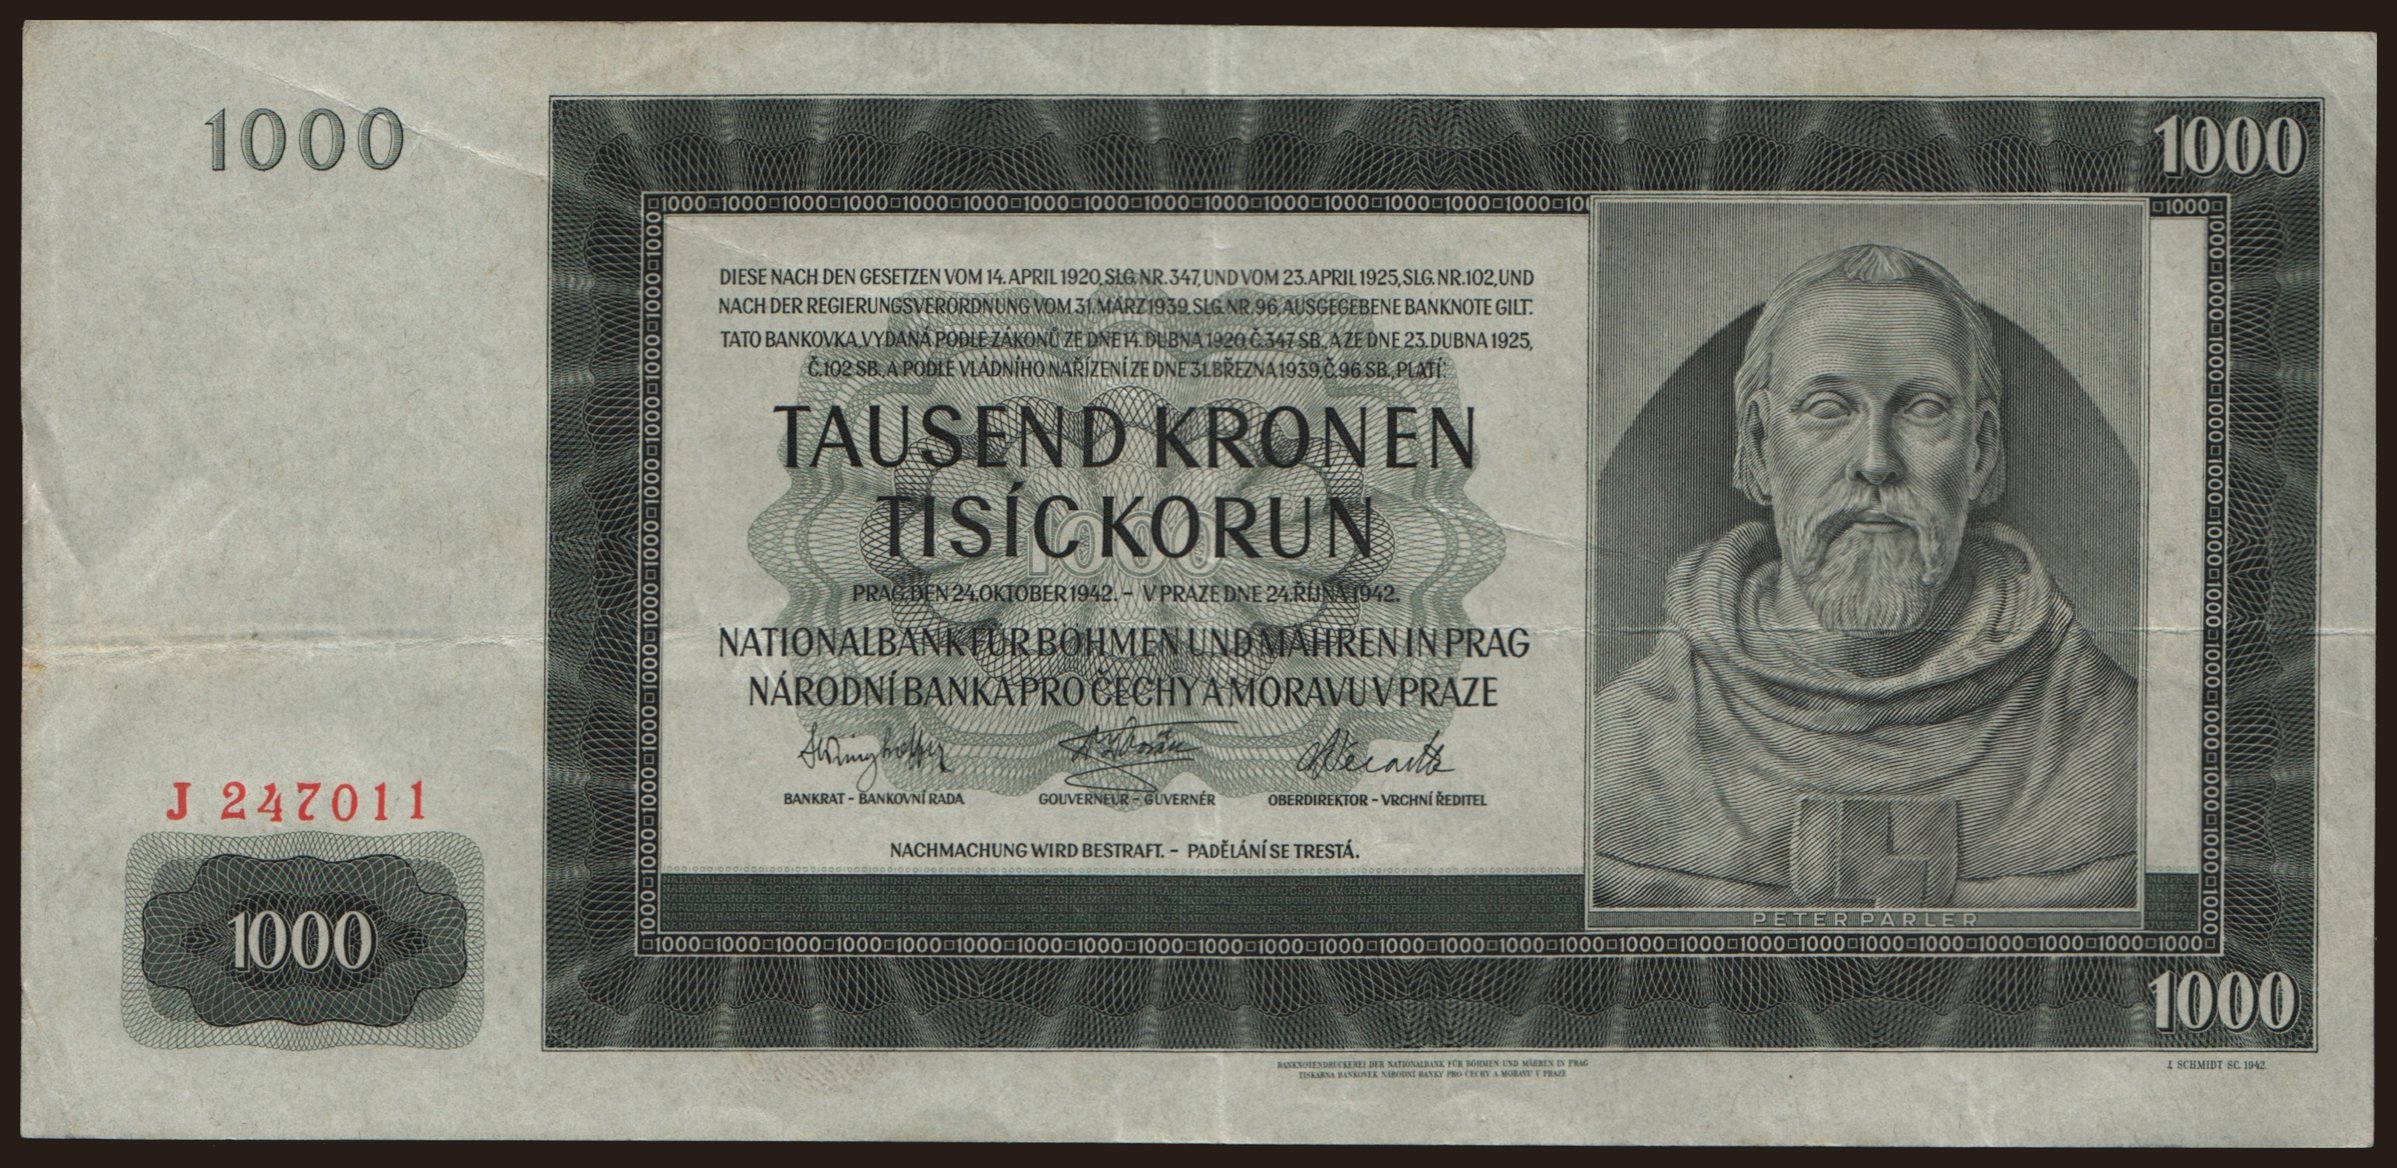 1000
1000
DIESE NACH DEN GESETZEN VOM 14. APRIL 1920, SLG. NR. 347, UND VOM 23. APRIL 1925, SLG. NR. 102, UND
NACH DER REGIERUNGSVERORDNUNG VOM 31. MÄRZ 1939, SLG. NR. 96, AUSGEGEBENE BANKNOTE GILT:
TATO BANKOVKA, VYDANÁ PODLE ZÁKONŮ ZE DNE 14. DUBNA 1920, Č. 347 SB., A ZE DNE 23. DUBNA 1925,
Č. 102 SB., A PODLE VLÁDNÍHO NAŘÍZENÍ ZE DNE 31. BŘEZNA 1939, Č. 96 SB., PLATÍ:
TAUSEND KRONEN
TISÍC KORUN
1000
PRAG, DEN 24. OKTOBER 1942. – V PRAZE DNE 24. ŘÍJNA 1942.
NATIONALBANK FÜR BÖHMEN UND MÄHREN IN PRAG
NÁRODNÍ BANKA PRO ČECHY A MORAVU V PRAZE
BANKRAT – BANKOVNÍ RADA
GOUVERNEUR – GUVERNÉR
OBERDIREKTOR – VRCHNÍ ŘEDITEL
NACHMACHUNG WIRD BESTRAFT. – PADĚLÁNÍ SE TRESTÁ.
J 247011
1000
PETER PARLER
1000
BANKNOTENDRUCKEREI DER NATIONALBANK FÜR BÖHMEN UND MÄHREN IN PRAG
TISKÁRNA BANKOVEK NÁRODNÍ BANKY PRO ČECHY A MORAVU V PRAZE
J. SCHMIDT SC. 1942.